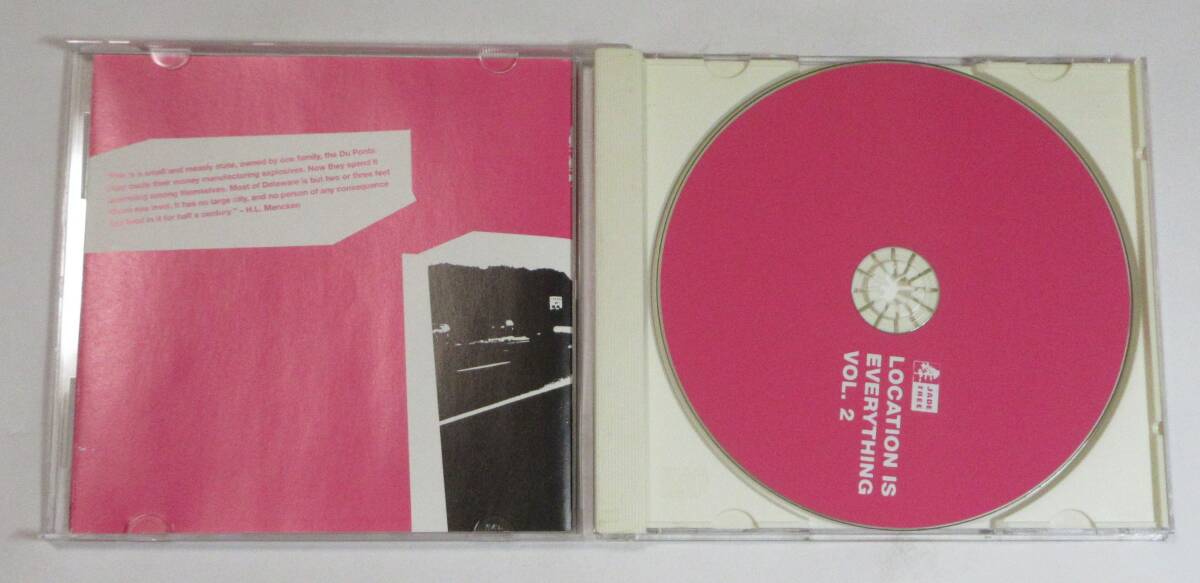 "This is a small and measly state, owned by one family, the Du Ponts.
They made their money manufacturing explosives. Now they spend it
quarreling among themselves. Most of Delaware is but two or three feet
above sea level. It has no large city, and no person of any consequence
has lived in it for half a century." – H.L. Mencken
JADE
TREE
LOCATION IS
EVERYTHING
VOL. 2